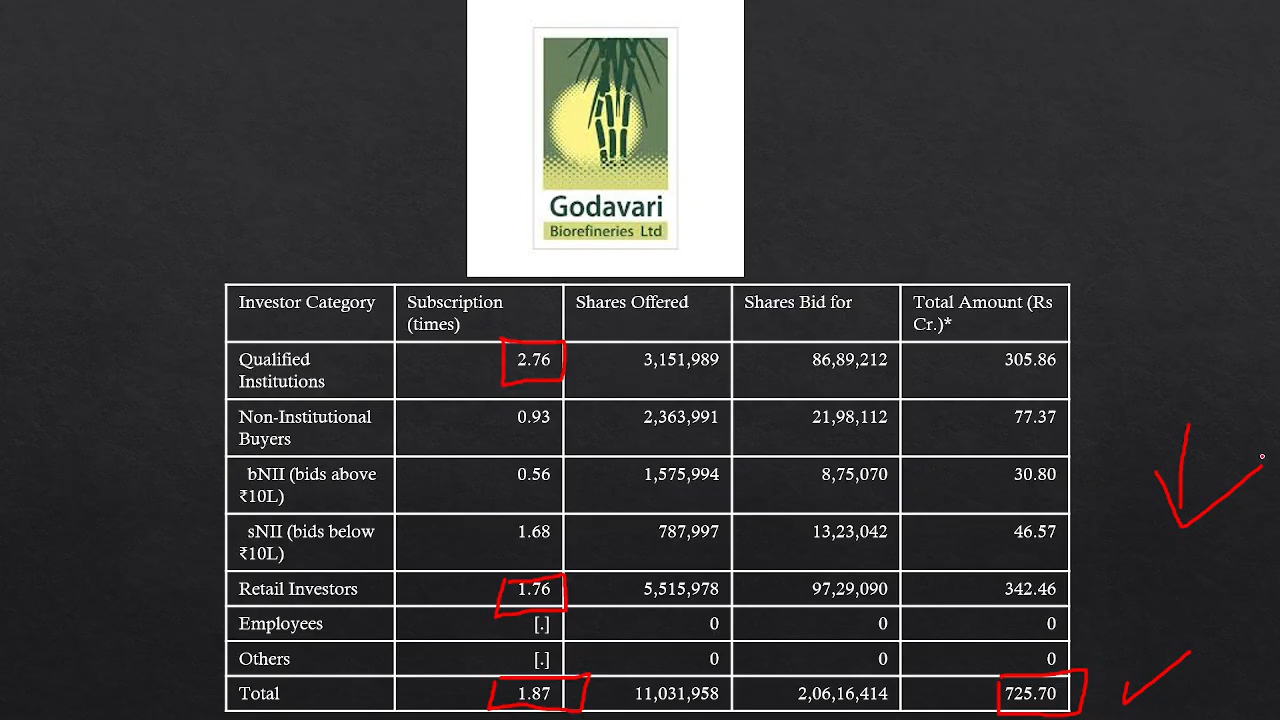 Godavari
Biorefineries Ltd
Investor Category Subscription (times) Shares Offered Shares Bid for Total Amount (Rs Cr.)*
Qualified Institutions 2.76 3,151,989 86,89,212 305.86
Non-Institutional Buyers 0.93 2,363,991 21,98,112 77.37
bNII (bids above ₹10L) 0.56 1,575,994 8,75,070 30.80
sNII (bids below ₹10L) 1.68 787,997 13,23,042 46.57
Retail Investors 1.76 5,515,978 97,29,090 342.46
Employees [.] 0 0 0
Others [.] 0 0 0
Total 1.87 11,031,958 2,06,16,414 725.70